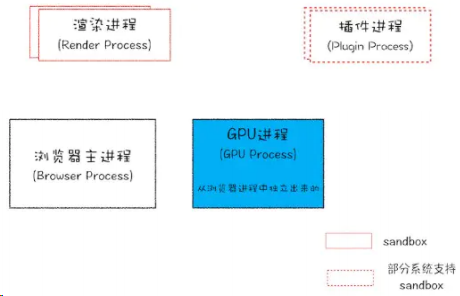 渲染进程
(Render Process)
插件进程
(Plugin Process)
浏览器主进程
(Browser Process)
GPU进程
(GPU Process)
从浏览器进程中独立出来的
sandbox
部分系统支持
sandbox